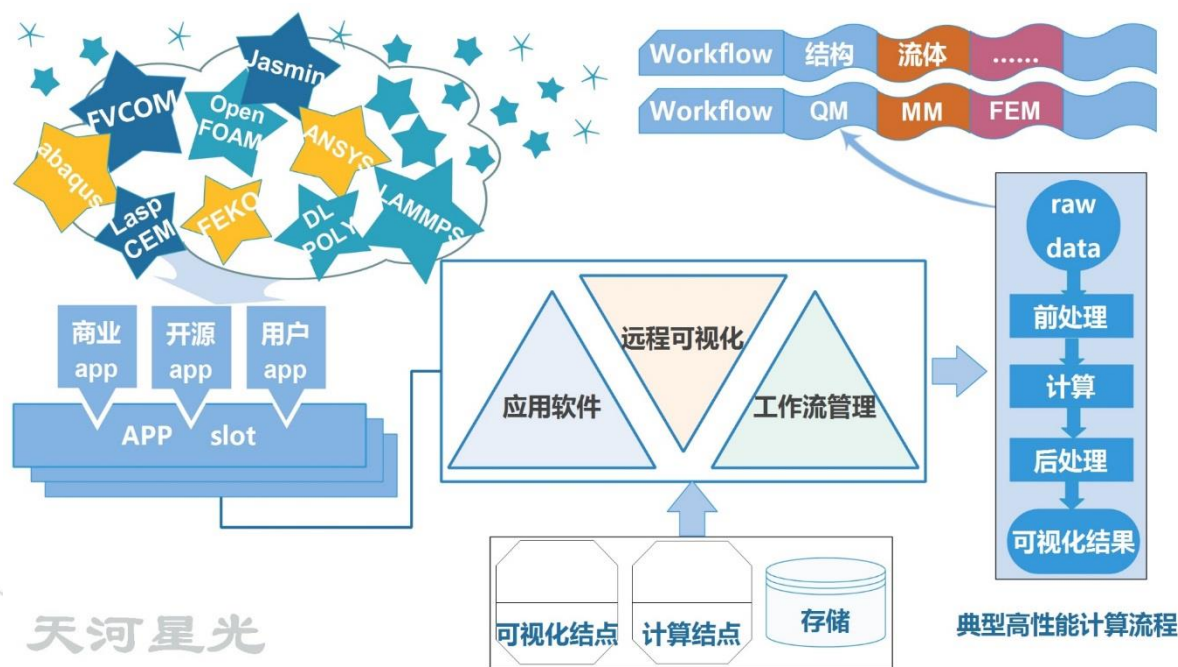 Jasmin
FVCOM
Open
FOAM
ANSYS
abaqus
Lasp
CEM
FEKO
DL
POLY
LAMMPS
Workflow 结构 流体 ……
Workflow QM MM FEM
商业
app
开源
app
用户
app
APP slot
应用软件
远程可视化
工作流管理
可视化结点
计算结点
存储
raw
data
前处理
计算
后处理
可视化结果
典型高性能计算流程
天河星光